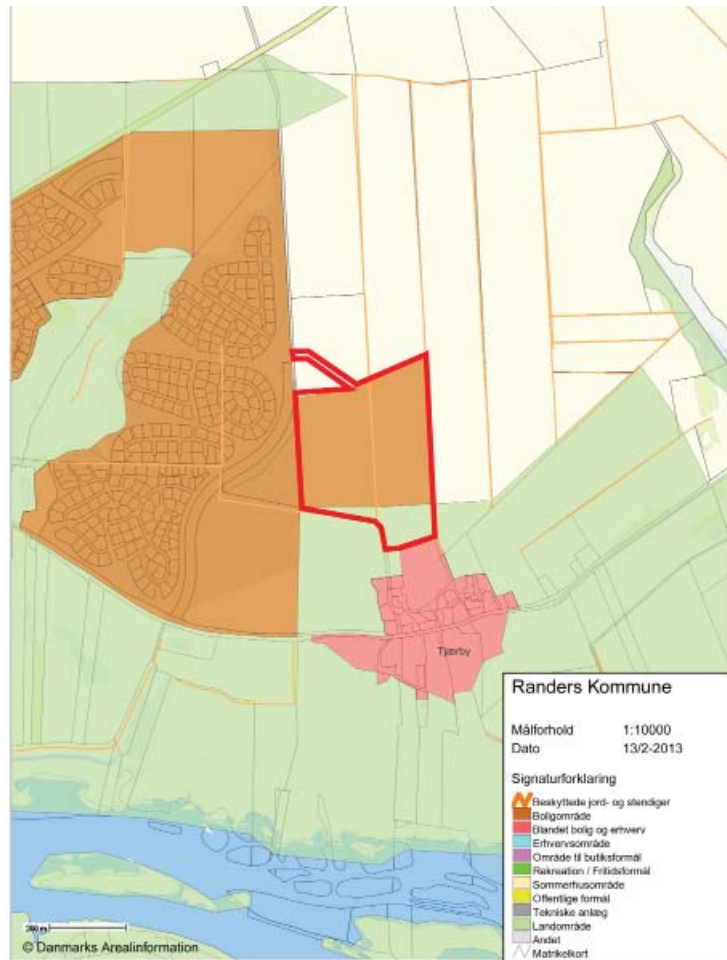 Tjærby
Randers Kommune
Målforhold 1:10000
Dato 13/2-2013
Signaturforklaring
Beskyttede jord- og stendiger
Boligområde
Blandet bolig og erhverv
Erhvervsområde
Område til butiksformål
Rekreation / Fritidsformål
Sommerhusområde
Offentlige formål
Tekniske anlæg
Landområde
Andet
Matrikelkort
© Danmarks Arealinformation